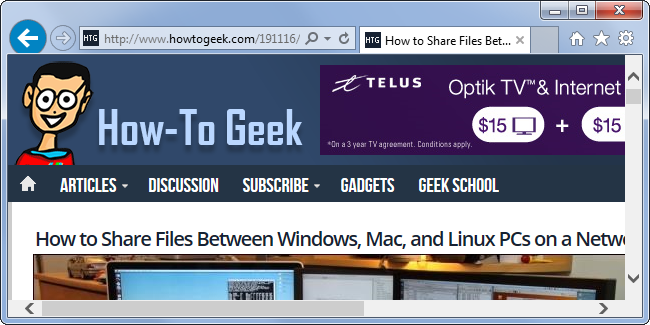 HTG http://www.howtogeek.com/191116/
HTG How to Share Files Bet...
TELUS
Optik TV™& Internet
How-To Geek
$15 + $15
*On a 3 year TV agreement. Conditions apply.
ARTICLES DISCUSSION SUBSCRIBE GADGETS GEEK SCHOOL
How to Share Files Between Windows, Mac, and Linux PCs on a Netwo